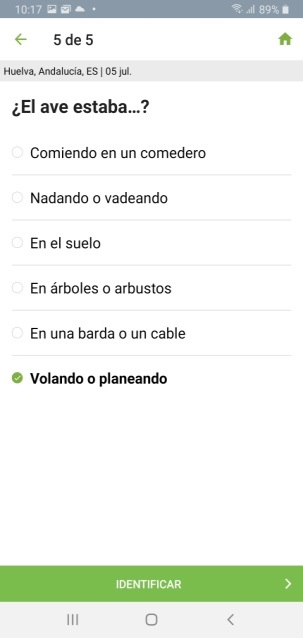 10:17 89%
5 de 5
Huelva, Andalucía, ES | 05 jul.
¿El ave estaba...?
Comiendo en un comedero
Nadando o vadeando
En el suelo
En árboles o arbustos
En una barda o un cable
Volando o planeando
IDENTIFICAR